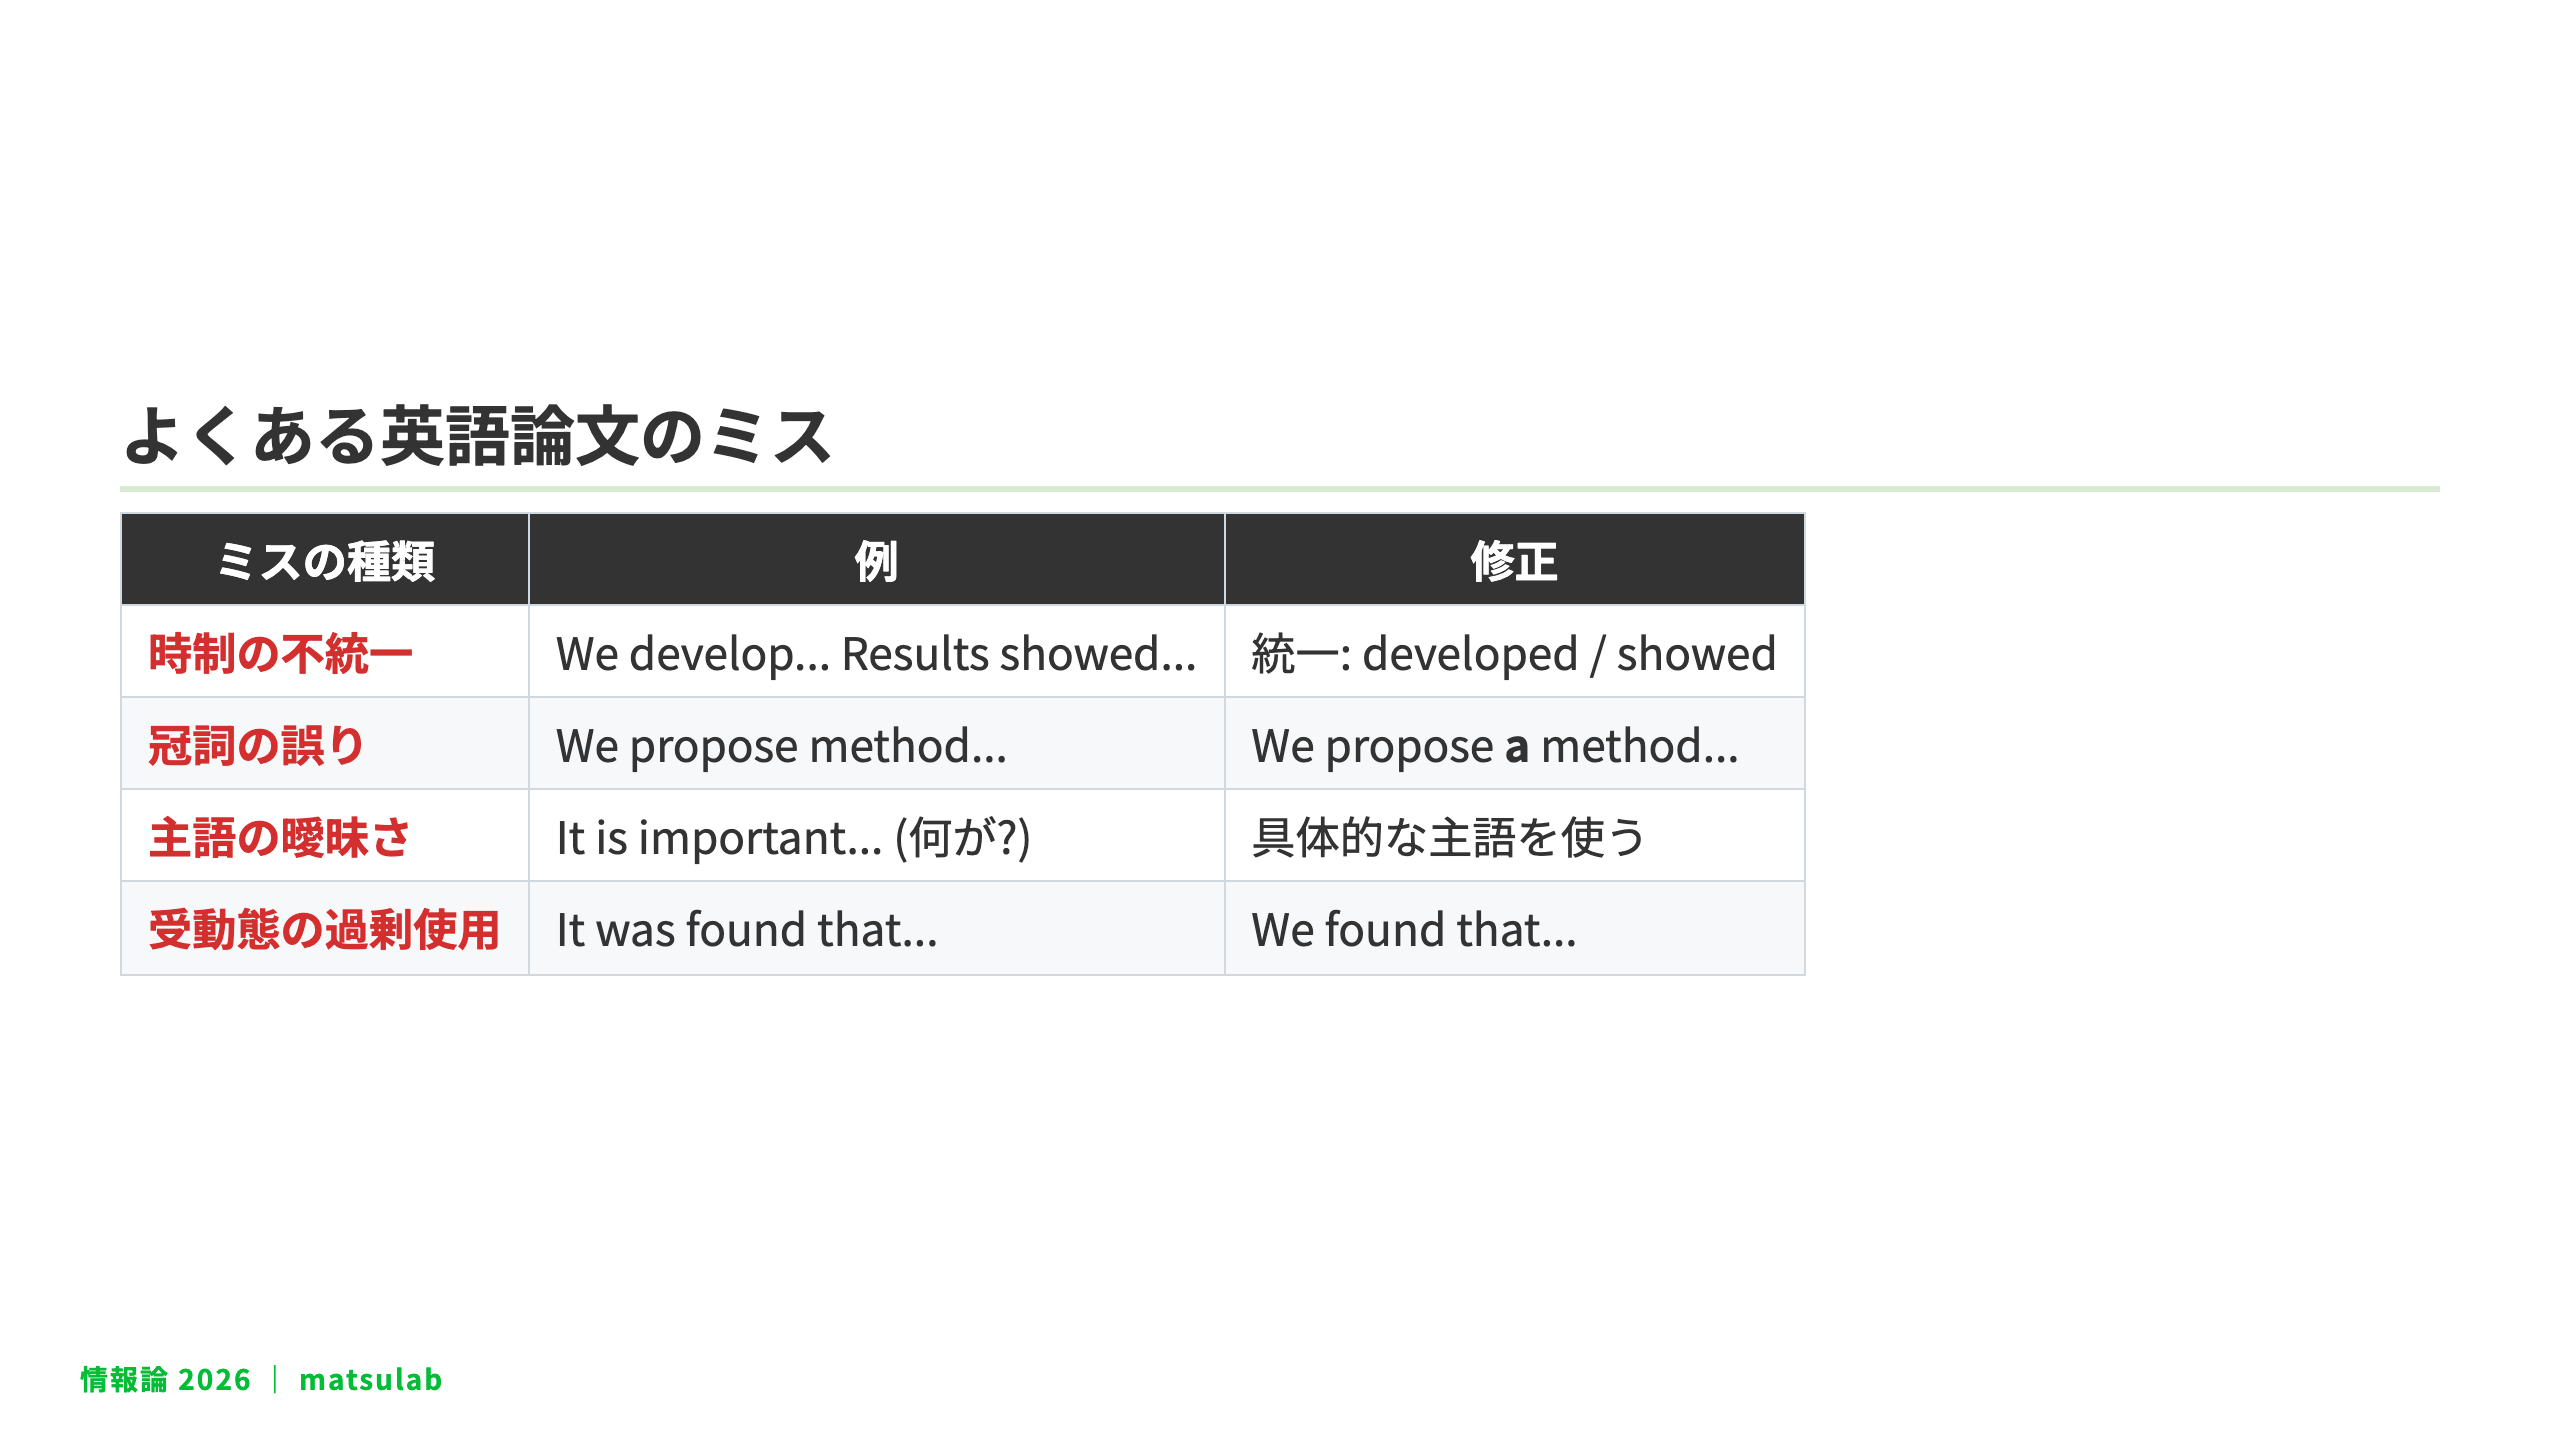 よくある英語論文のミス
ミスの種類 例 修正
時制の不統一 We develop... Results showed... 統一: developed / showed
冠詞の誤り We propose method... We propose a method...
主語の曖昧さ It is important... (何が?) 具体的な主語を使う
受動態の過剰使用 It was found that... We found that...
情報論 2026 | matsulab